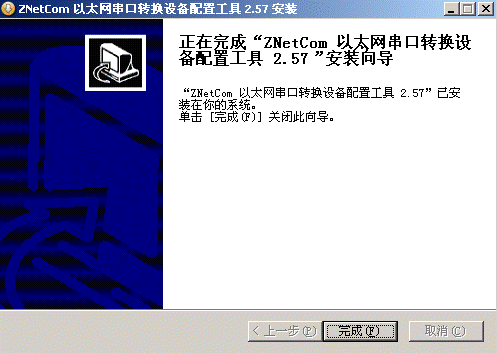 ZNetCom 以太网串口转换设备配置工具 2.57 安装
正在完成“ZNetCom 以太网串口转换设
备配置工具 2.57 ”安装向导
“ZNetCom 以太网串口转换设备配置工具 2.57”已安
装在你的系统。
单击 [完成(F)] 关闭此向导。
< 上一步(P) 完成(F) 取消(C)